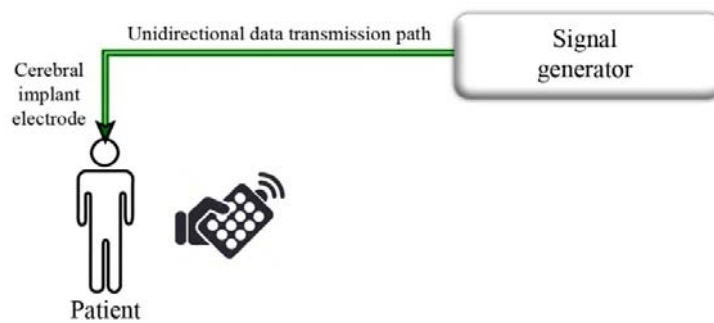 Unidirectional data transmission path
Signal
generator
Cerebral
implant
electrode
Patient